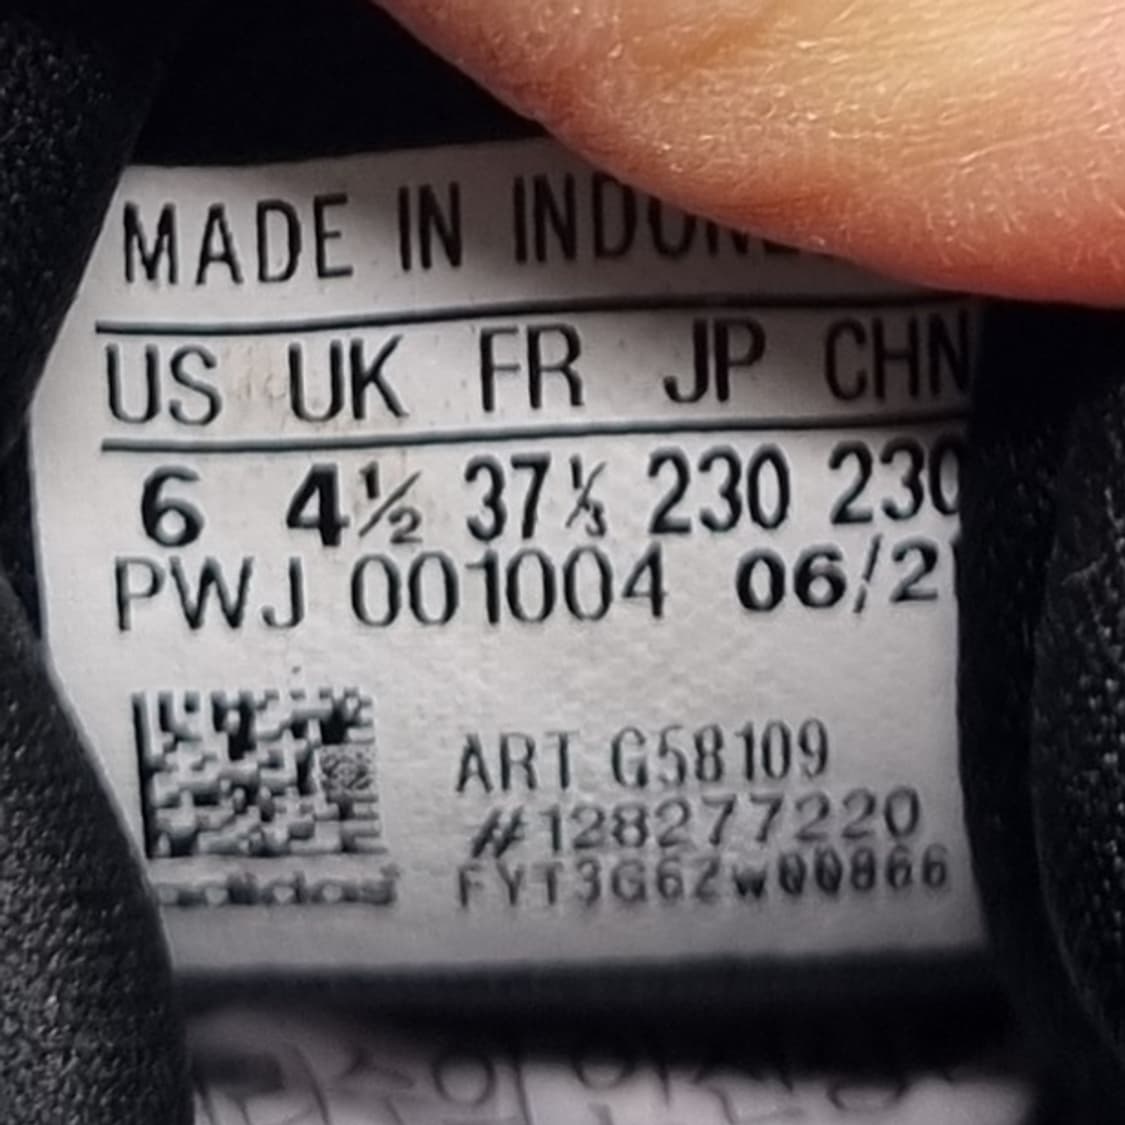 MADE IN INDON
US UK FR JP CHN
6 4½ 37⅓ 230 230
PWJ 001004 06/2
ART G58109
#128277220
FYT3G62W00866
adidas